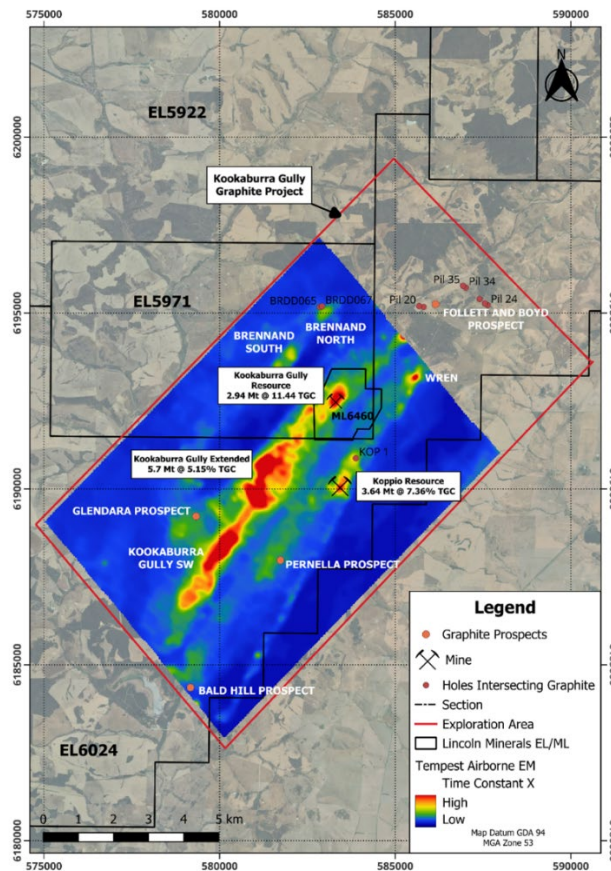 575000 580000 585000 590000
N
EL5922
6200000
Kookaburra Gully
Graphite Project
Pil 35
Pil 34
EL5971
BRDD065
BRDD067
Pil 20
Pil 24
6195000
FOLLETT AND BOYD
PROSPECT
BRENNAND
NORTH
BRENNAND
SOUTH
Kookaburra Gully
Resource
2.94 Mt @ 11.44 TGC
WREN
ML6460
Kookaburra Gully Extended
5.7 Mt @ 5.15% TGC
KOP 1
Koppio Resource
3.64 Mt @ 7.36% TGC
6190000
GLENDARA PROSPECT
KOOKABURRA
GULLY SW
PERNELLA PROSPECT
6185000
BALD HILL PROSPECT
EL6024
0 1 2 3 4 5 km
6180000
575000 580000 585000 590000
Legend
Graphite Prospects
Mine
Holes Intersecting Graphite
Section
Exploration Area
Lincoln Minerals EL/ML
Tempest Airborne EM
Time Constant X
High
Low
Map Datum GDA 94
MGA Zone 53